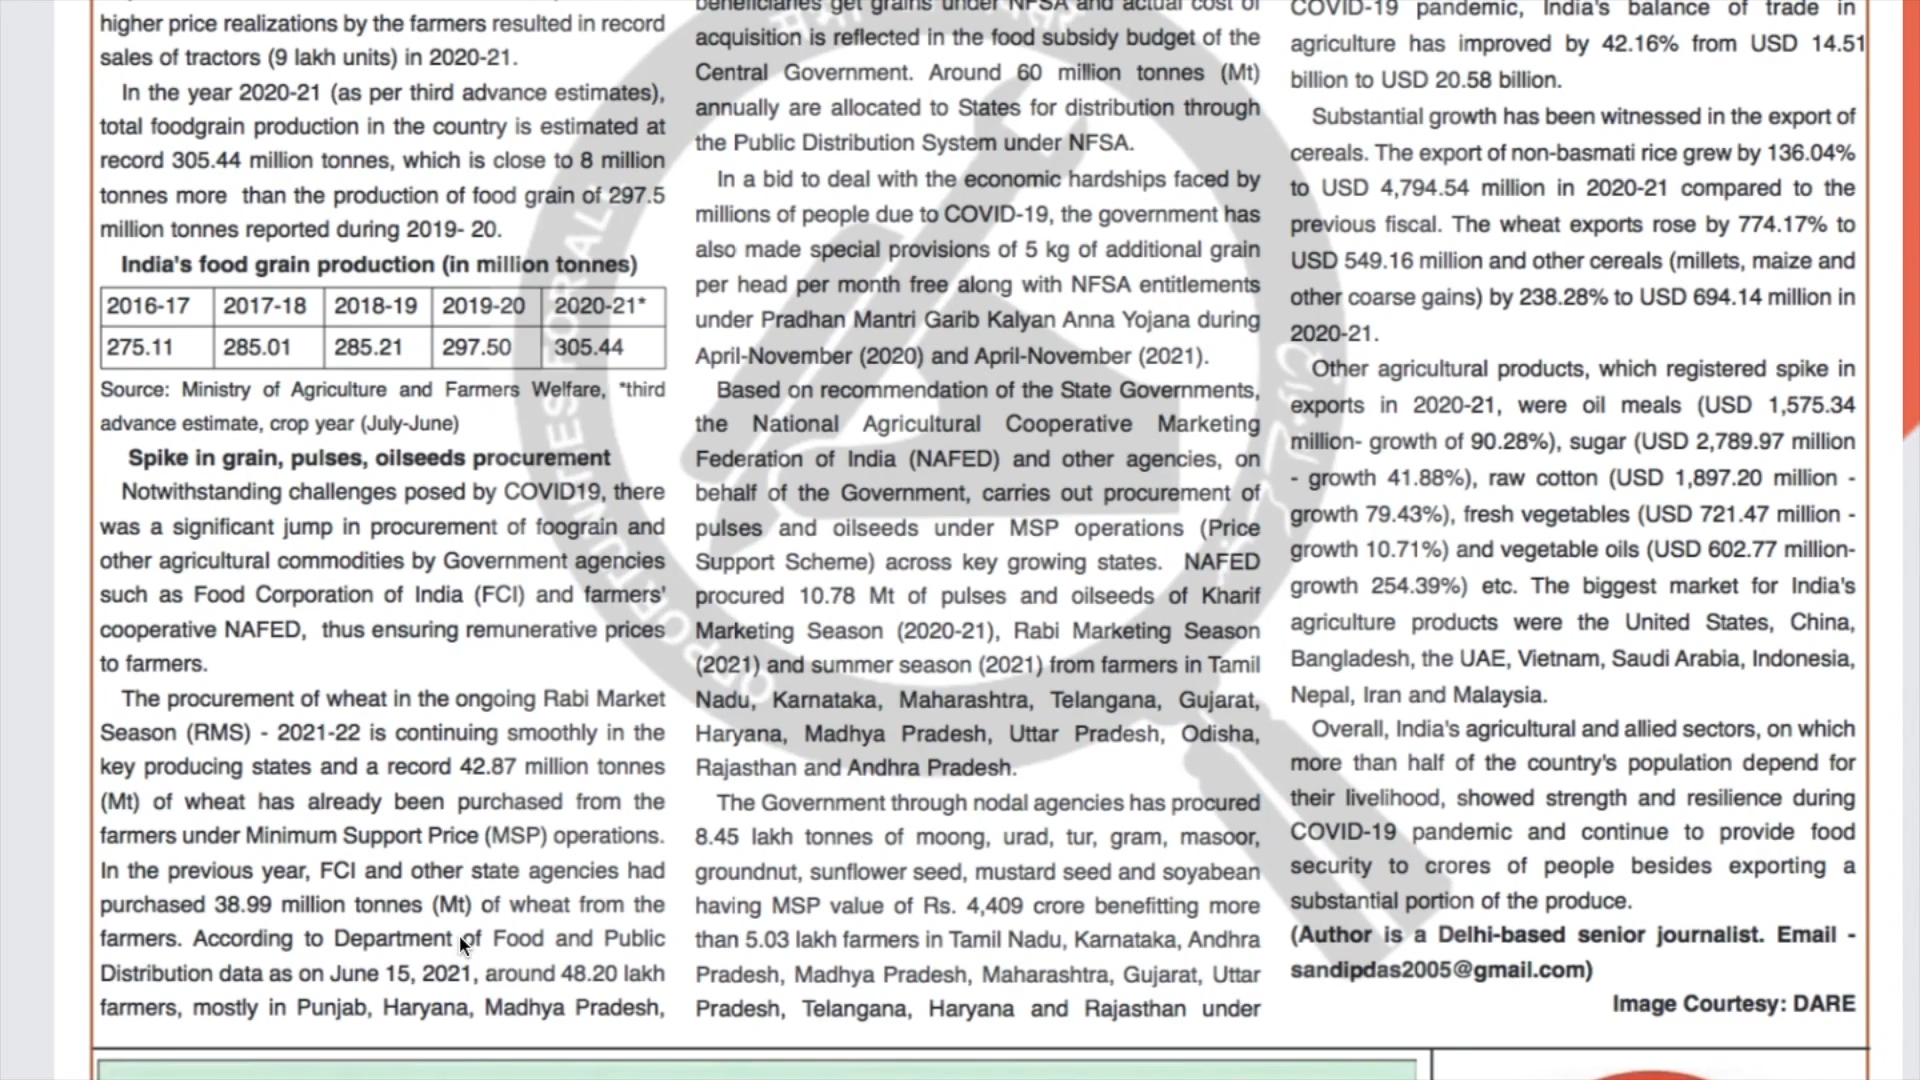 higher price realizations by the farmers resulted in record
sales of tractors (9 lakh units) in 2020-21.
In the year 2020-21 (as per third advance estimates),
total foodgrain production in the country is estimated at
record 305.44 million tonnes, which is close to 8 million
tonnes more than the production of food grain of 297.5
million tonnes reported during 2019- 20.
India's food grain production (in million tonnes)
2016-17 2017-18 2018-19 2019-20 2020-21*
275.11 285.01 285.21 297.50 305.44
Source: Ministry of Agriculture and Farmers Welfare, *third
advance estimate, crop year (July-June)
Spike in grain, pulses, oilseeds procurement
Notwithstanding challenges posed by COVID19, there
was a significant jump in procurement of foograin and
other agricultural commodities by Government agencies
such as Food Corporation of India (FCI) and farmers'
cooperative NAFED, thus ensuring remunerative prices
to farmers.
The procurement of wheat in the ongoing Rabi Market
Season (RMS) - 2021-22 is continuing smoothly in the
key producing states and a record 42.87 million tonnes
(Mt) of wheat has already been purchased from the
farmers under Minimum Support Price (MSP) operations.
In the previous year, FCI and other state agencies had
purchased 38.99 million tonnes (Mt) of wheat from the
farmers. According to Department of Food and Public
Distribution data as on June 15, 2021, around 48.20 lakh
farmers, mostly in Punjab, Haryana, Madhya Pradesh,
beneficiaries get grains under NFSA and actual cost of
acquisition is reflected in the food subsidy budget of the
Central Government. Around 60 million tonnes (Mt)
annually are allocated to States for distribution through
the Public Distribution System under NFSA.
In a bid to deal with the economic hardships faced by
millions of people due to COVID-19, the government has
also made special provisions of 5 kg of additional grain
per head per month free along with NFSA entitlements
under Pradhan Mantri Garib Kalyan Anna Yojana during
April-November (2020) and April-November (2021).
Based on recommendation of the State Governments,
the National Agricultural Cooperative Marketing
Federation of India (NAFED) and other agencies, on
behalf of the Government, carries out procurement of
pulses and oilseeds under MSP operations (Price
Support Scheme) across key growing states. NAFED
procured 10.78 Mt of pulses and oilseeds of Kharif
Marketing Season (2020-21), Rabi Marketing Season
(2021) and summer season (2021) from farmers in Tamil
Nadu, Karnataka, Maharashtra, Telangana, Gujarat,
Haryana, Madhya Pradesh, Uttar Pradesh, Odisha,
Rajasthan and Andhra Pradesh.
The Government through nodal agencies has procured
8.45 lakh tonnes of moong, urad, tur, gram, masoor,
groundnut, sunflower seed, mustard seed and soyabean
having MSP value of Rs. 4,409 crore benefitting more
than 5.03 lakh farmers in Tamil Nadu, Karnataka, Andhra
Pradesh, Madhya Pradesh, Maharashtra, Gujarat, Uttar
Pradesh, Telangana, Haryana and Rajasthan under
COVID-19 pandemic, India's balance of trade in
agriculture has improved by 42.16% from USD 14.51
billion to USD 20.58 billion.
Substantial growth has been witnessed in the export of
cereals. The export of non-basmati rice grew by 136.04%
to USD 4,794.54 million in 2020-21 compared to the
previous fiscal. The wheat exports rose by 774.17% to
USD 549.16 million and other cereals (millets, maize and
other coarse gains) by 238.28% to USD 694.14 million in
2020-21.
Other agricultural products, which registered spike in
exports in 2020-21, were oil meals (USD 1,575.34
million- growth of 90.28%), sugar (USD 2,789.97 million
- growth 41.88%), raw cotton (USD 1,897.20 million -
growth 79.43%), fresh vegetables (USD 721.47 million -
growth 10.71%) and vegetable oils (USD 602.77 million-
growth 254.39%) etc. The biggest market for India's
agriculture products were the United States, China,
Bangladesh, the UAE, Vietnam, Saudi Arabia, Indonesia,
Nepal, Iran and Malaysia.
Overall, India's agricultural and allied sectors, on which
more than half of the country's population depend for
their livelihood, showed strength and resilience during
COVID-19 pandemic and continue to provide food
security to crores of people besides exporting a
substantial portion of the produce.
(Author is a Delhi-based senior journalist. Email -
sandipdas2005@gmail.com)
Image Courtesy: DARE